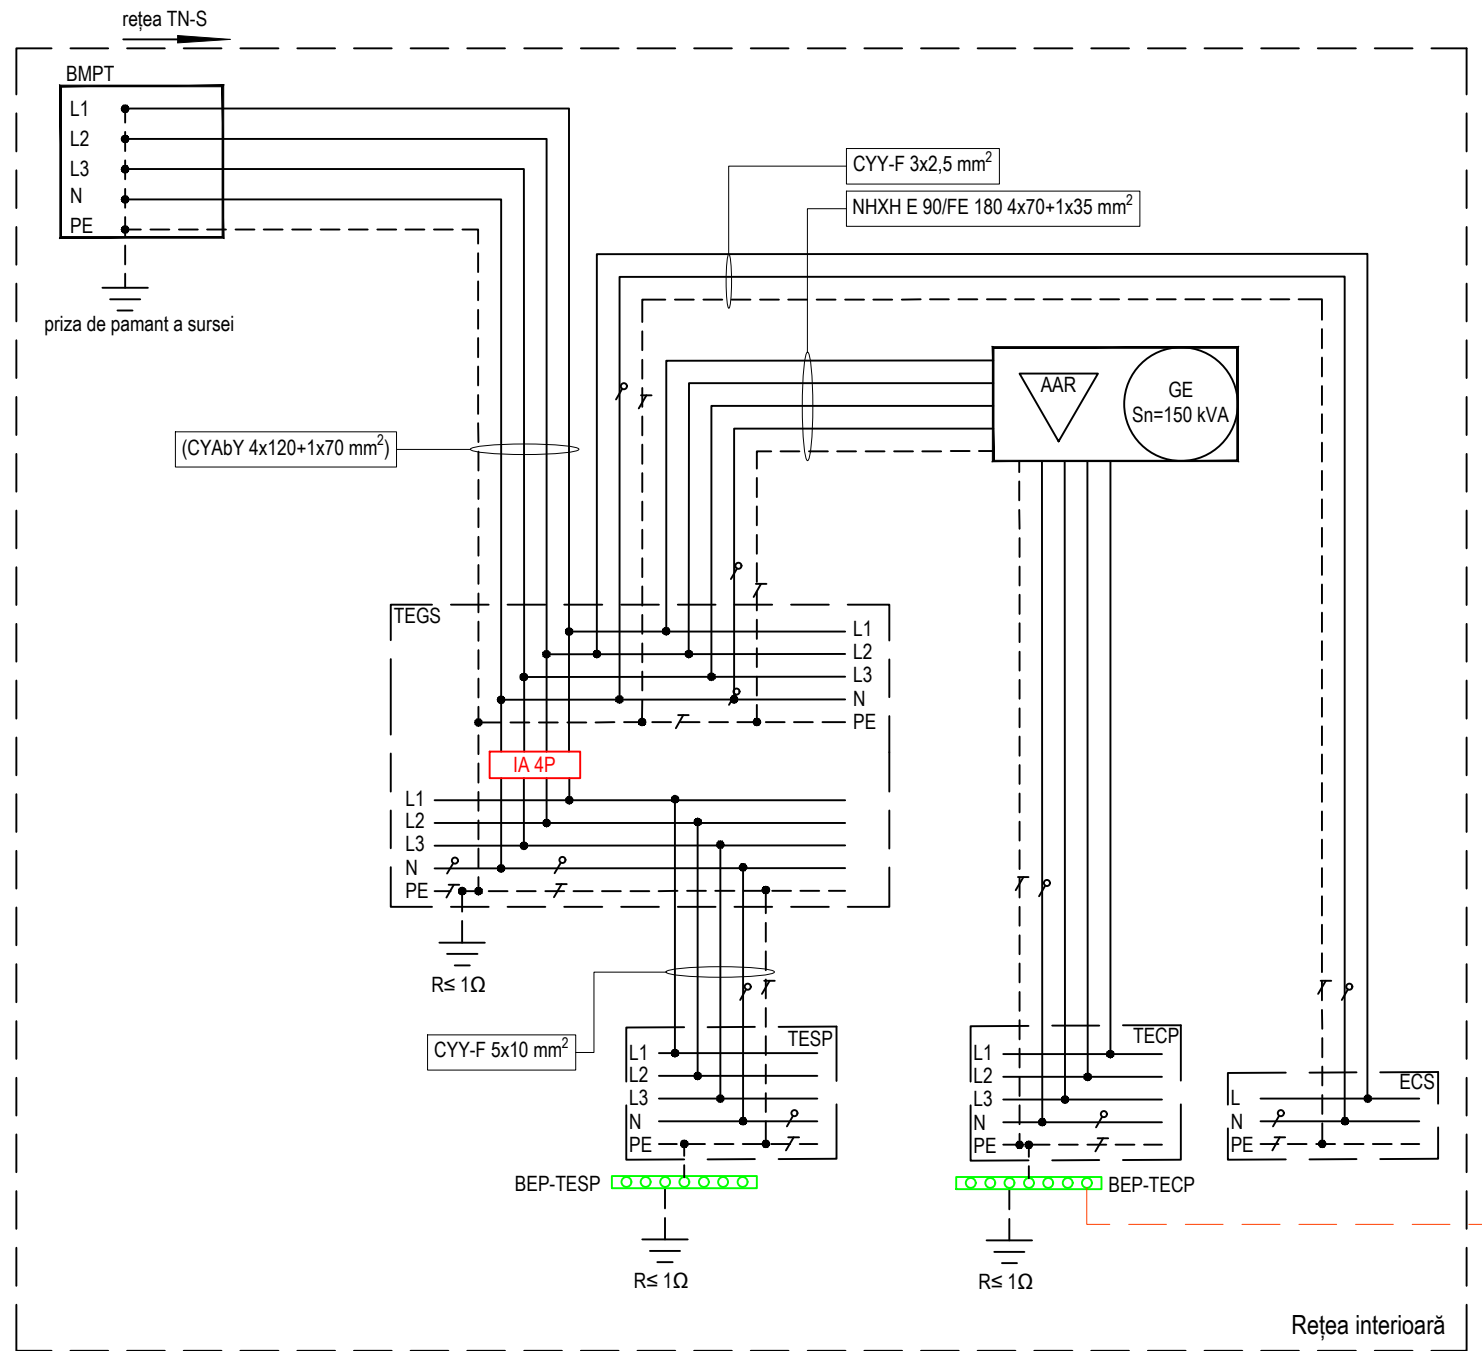 rețea TN-S
BMPT
L1
L2
L3
N
PE
priza de pamant a sursei
CYY-F 3x2,5 mm²
NHXH E 90/FE 180 4x70+1x35 mm²
AAR
GE
Sn=150 kVA
(CYAbY 4x120+1x70 mm²)
TEGS
L1
L2
L3
N
PE
IA 4P
L1
L2
L3
N
PE
R≤ 1Ω
CYY-F 5x10 mm²
TESP
L1
L2
L3
N
PE
BEP-TESP
R≤ 1Ω
TECP
L1
L2
L3
N
PE
BEP-TECP
R≤ 1Ω
ECS
L
N
PE
Rețea interioară